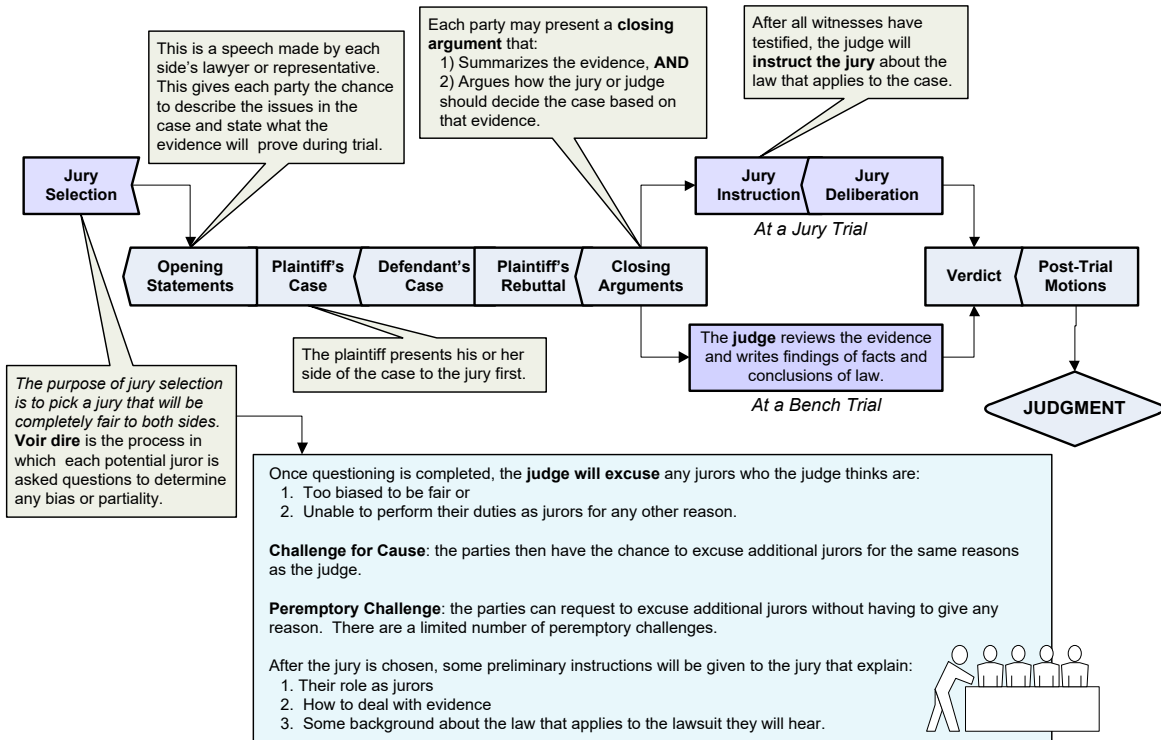 This is a speech made by each
side's lawyer or representative.
This gives each party the chance
to describe the issues in the
case and state what the
evidence will prove during trial.
Each party may present a closing
argument that:
1) Summarizes the evidence, AND
2) Argues how the jury or judge
should decide the case based on
that evidence.
After all witnesses have
testified, the judge will
instruct the jury about the
law that applies to the case.
Jury
Selection
Jury
Instruction
Jury
Deliberation
At a Jury Trial
Opening
Statements
Plaintiff's
Case
Defendant's
Case
Plaintiff's
Rebuttal
Closing
Arguments
Verdict
Post-Trial
Motions
The plaintiff presents his or her
side of the case to the jury first.
The judge reviews the evidence
and writes findings of facts and
conclusions of law.
At a Bench Trial
JUDGMENT
The purpose of jury selection
is to pick a jury that will be
completely fair to both sides.
Voir dire is the process in
which each potential juror is
asked questions to determine
any bias or partiality.
Once questioning is completed, the judge will excuse any jurors who the judge thinks are:
1. Too biased to be fair or
2. Unable to perform their duties as jurors for any other reason.
Challenge for Cause: the parties then have the chance to excuse additional jurors for the same reasons
as the judge.
Peremptory Challenge: the parties can request to excuse additional jurors without having to give any
reason. There are a limited number of peremptory challenges.
After the jury is chosen, some preliminary instructions will be given to the jury that explain:
1. Their role as jurors
2. How to deal with evidence
3. Some background about the law that applies to the lawsuit they will hear.